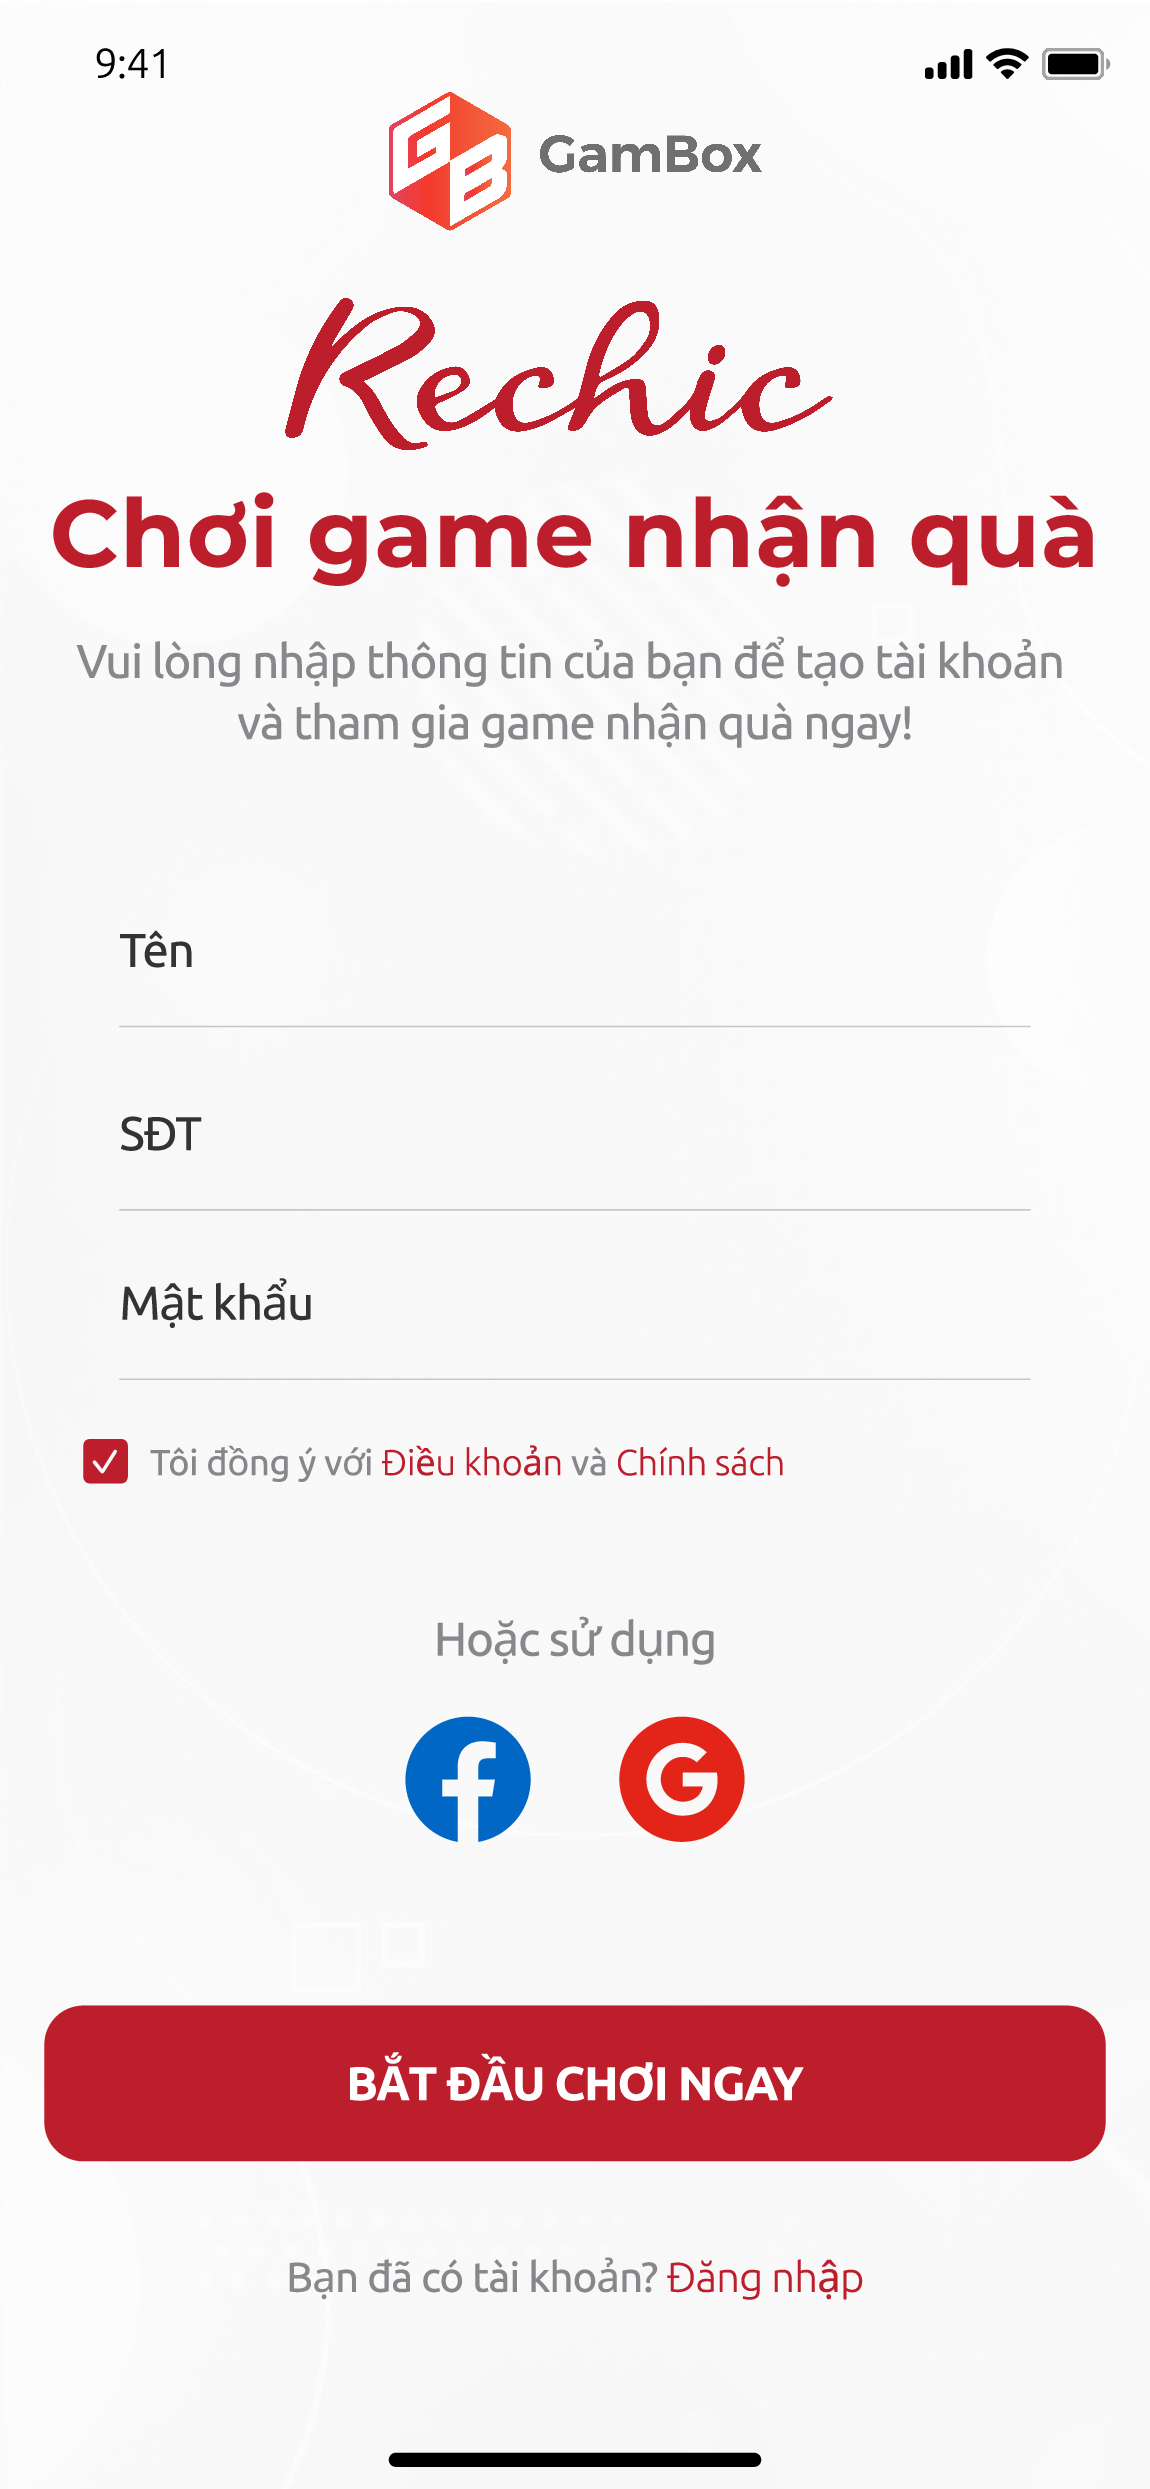 9:41
GB GamBox
Rechic
Chơi game nhận quà
Vui lòng nhập thông tin của bạn để tạo tài khoản
và tham gia game nhận quà ngay!
Tên
SĐT
Mật khẩu
Tôi đồng ý với Điều khoản và Chính sách
Hoặc sử dụng
f G
BẮT ĐẦU CHƠI NGAY
Bạn đã có tài khoản? Đăng nhập